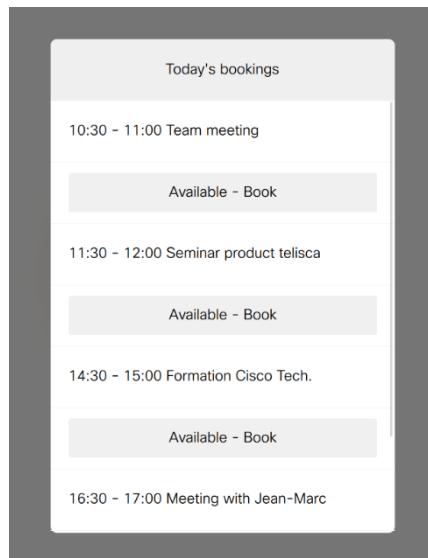 Today's bookings
10:30 - 11:00 Team meeting
Available - Book
11:30 - 12:00 Seminar product telisca
Available - Book
14:30 - 15:00 Formation Cisco Tech.
Available - Book
16:30 - 17:00 Meeting with Jean-Marc